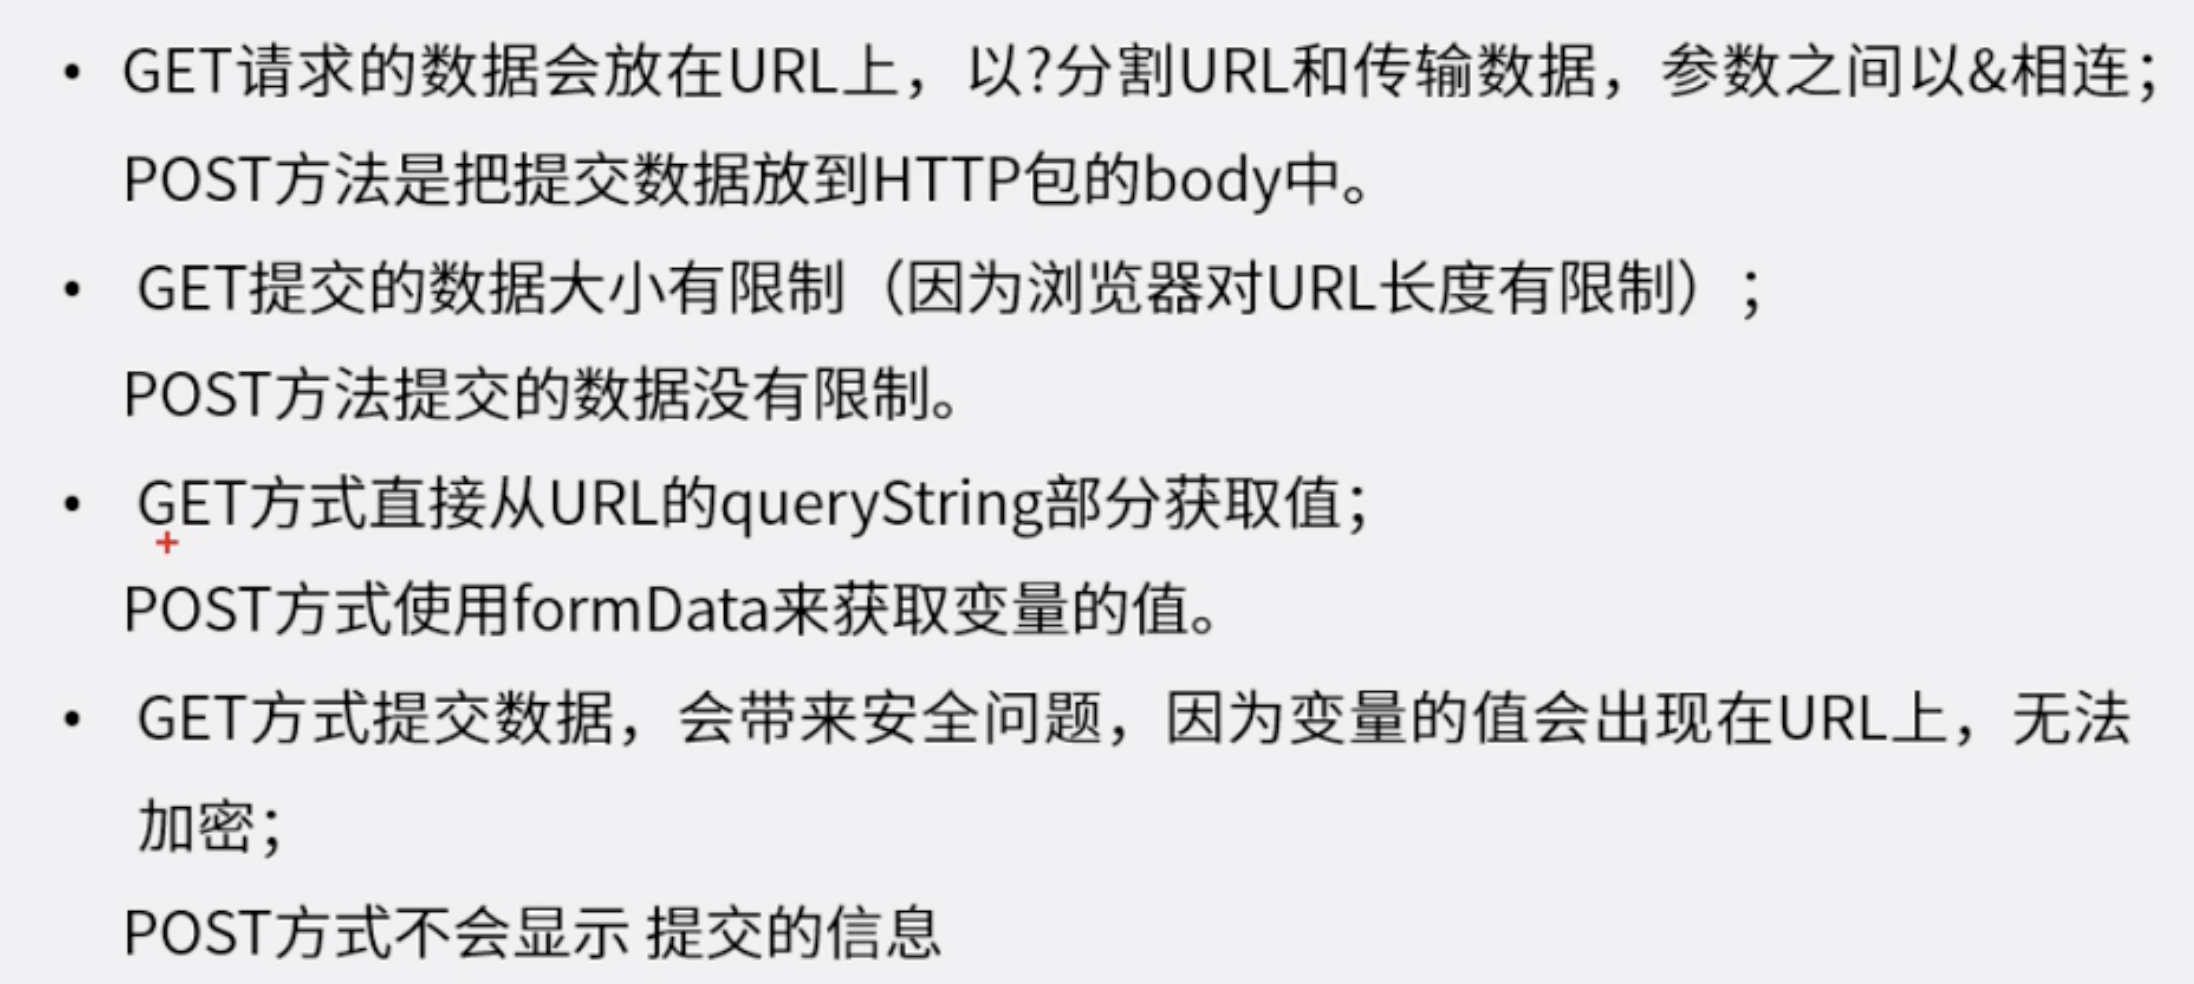 • GET请求的数据会放在URL上，以?分割URL和传输数据，参数之间以&相连；
POST方法是把提交数据放到HTTP包的body中。
• GET提交的数据大小有限制（因为浏览器对URL长度有限制）；
POST方法提交的数据没有限制。
• GET方式直接从URL的queryString部分获取值；
POST方式使用formData来获取变量的值。
• GET方式提交数据，会带来安全问题，因为变量的值会出现在URL上，无法
加密；
POST方式不会显示 提交的信息